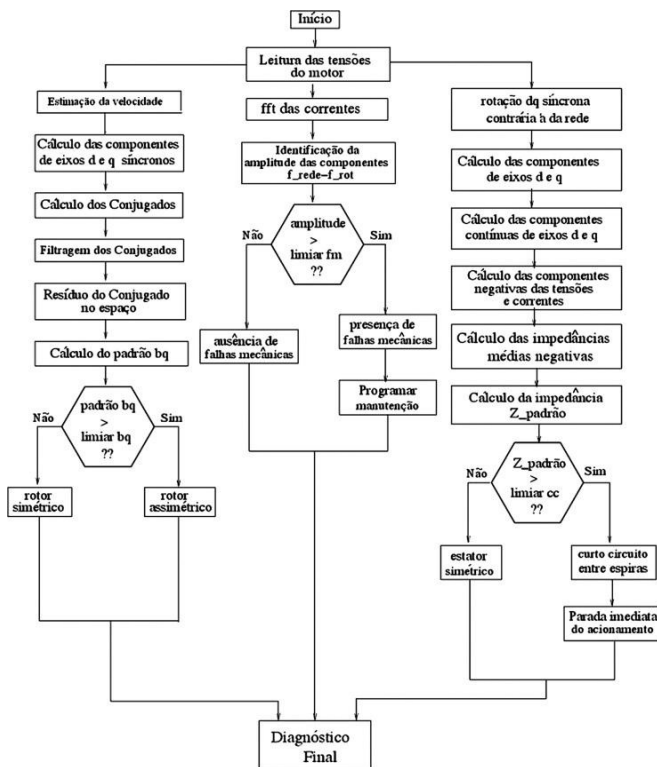 Início
Leitura das tensões
do motor
Estimação da velocidade
Cálculo das componentes
de eixos d e q síncronos
Cálculo dos Conjugados
Filtragem dos Conjugados
Resíduo do Conjugado
no espaço
Cálculo do padrão bq
padrão bq
>
limiar bq
??
Não
Sim
rotor
simétrico
rotor
assimétrico
fft das correntes
Identificação da
amplitude das componentes
f_rede−f_rot
amplitude
>
limiar fm
??
Não
Sim
ausência de
falhas mecânicas
presença de
falhas mecânicas
Programar
manutenção
rotação dq síncrona
contrária à da rede
Cálculo das componentes
de eixos d e q
Cálculo das componentes
contínuas de eixos d e q
Cálculo das componentes
negativas das tensões
e correntes
Cálculo das impedâncias
médias negativas
Calculo da impedância
Z_padrão
Z_padrão
>
limiar cc
??
Não
Sim
estator
simétrico
curto circuito
entre espiras
Parada imediata
do acionamento
Diagnóstico
Final